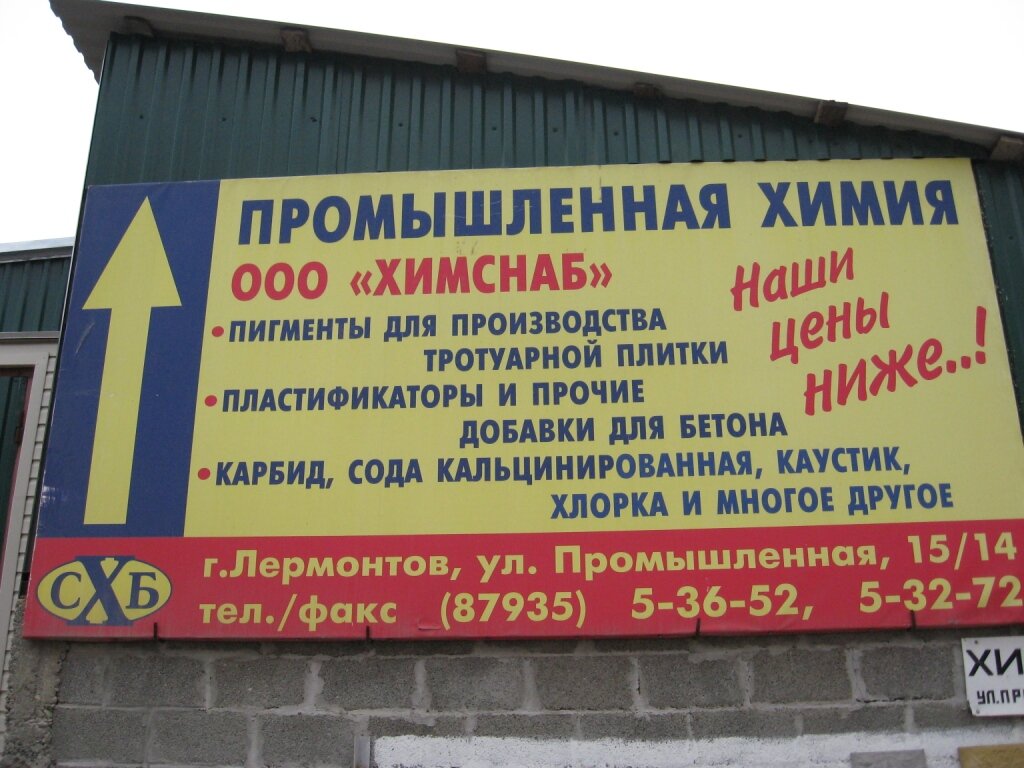 ПРОМЫШЛЕННАЯ ХИМИЯ
ООО «ХИМСНАБ»
Наши
цены
ниже..!
•ПИГМЕНТЫ ДЛЯ ПРОИЗВОДСТВА
ТРОТУАРНОЙ ПЛИТКИ
•ПЛАСТИФИКАТОРЫ И ПРОЧИЕ
ДОБАВКИ ДЛЯ БЕТОНА
•КАРБИД, СОДА КАЛЬЦИНИРОВАННАЯ, КАУСТИК,
ХЛОРКА И МНОГОЕ ДРУГОЕ
СХБ
г.Лермонтов, ул. Промышленная, 15/14
тел./факс (87935) 5-36-52, 5-32-72
УЛ.